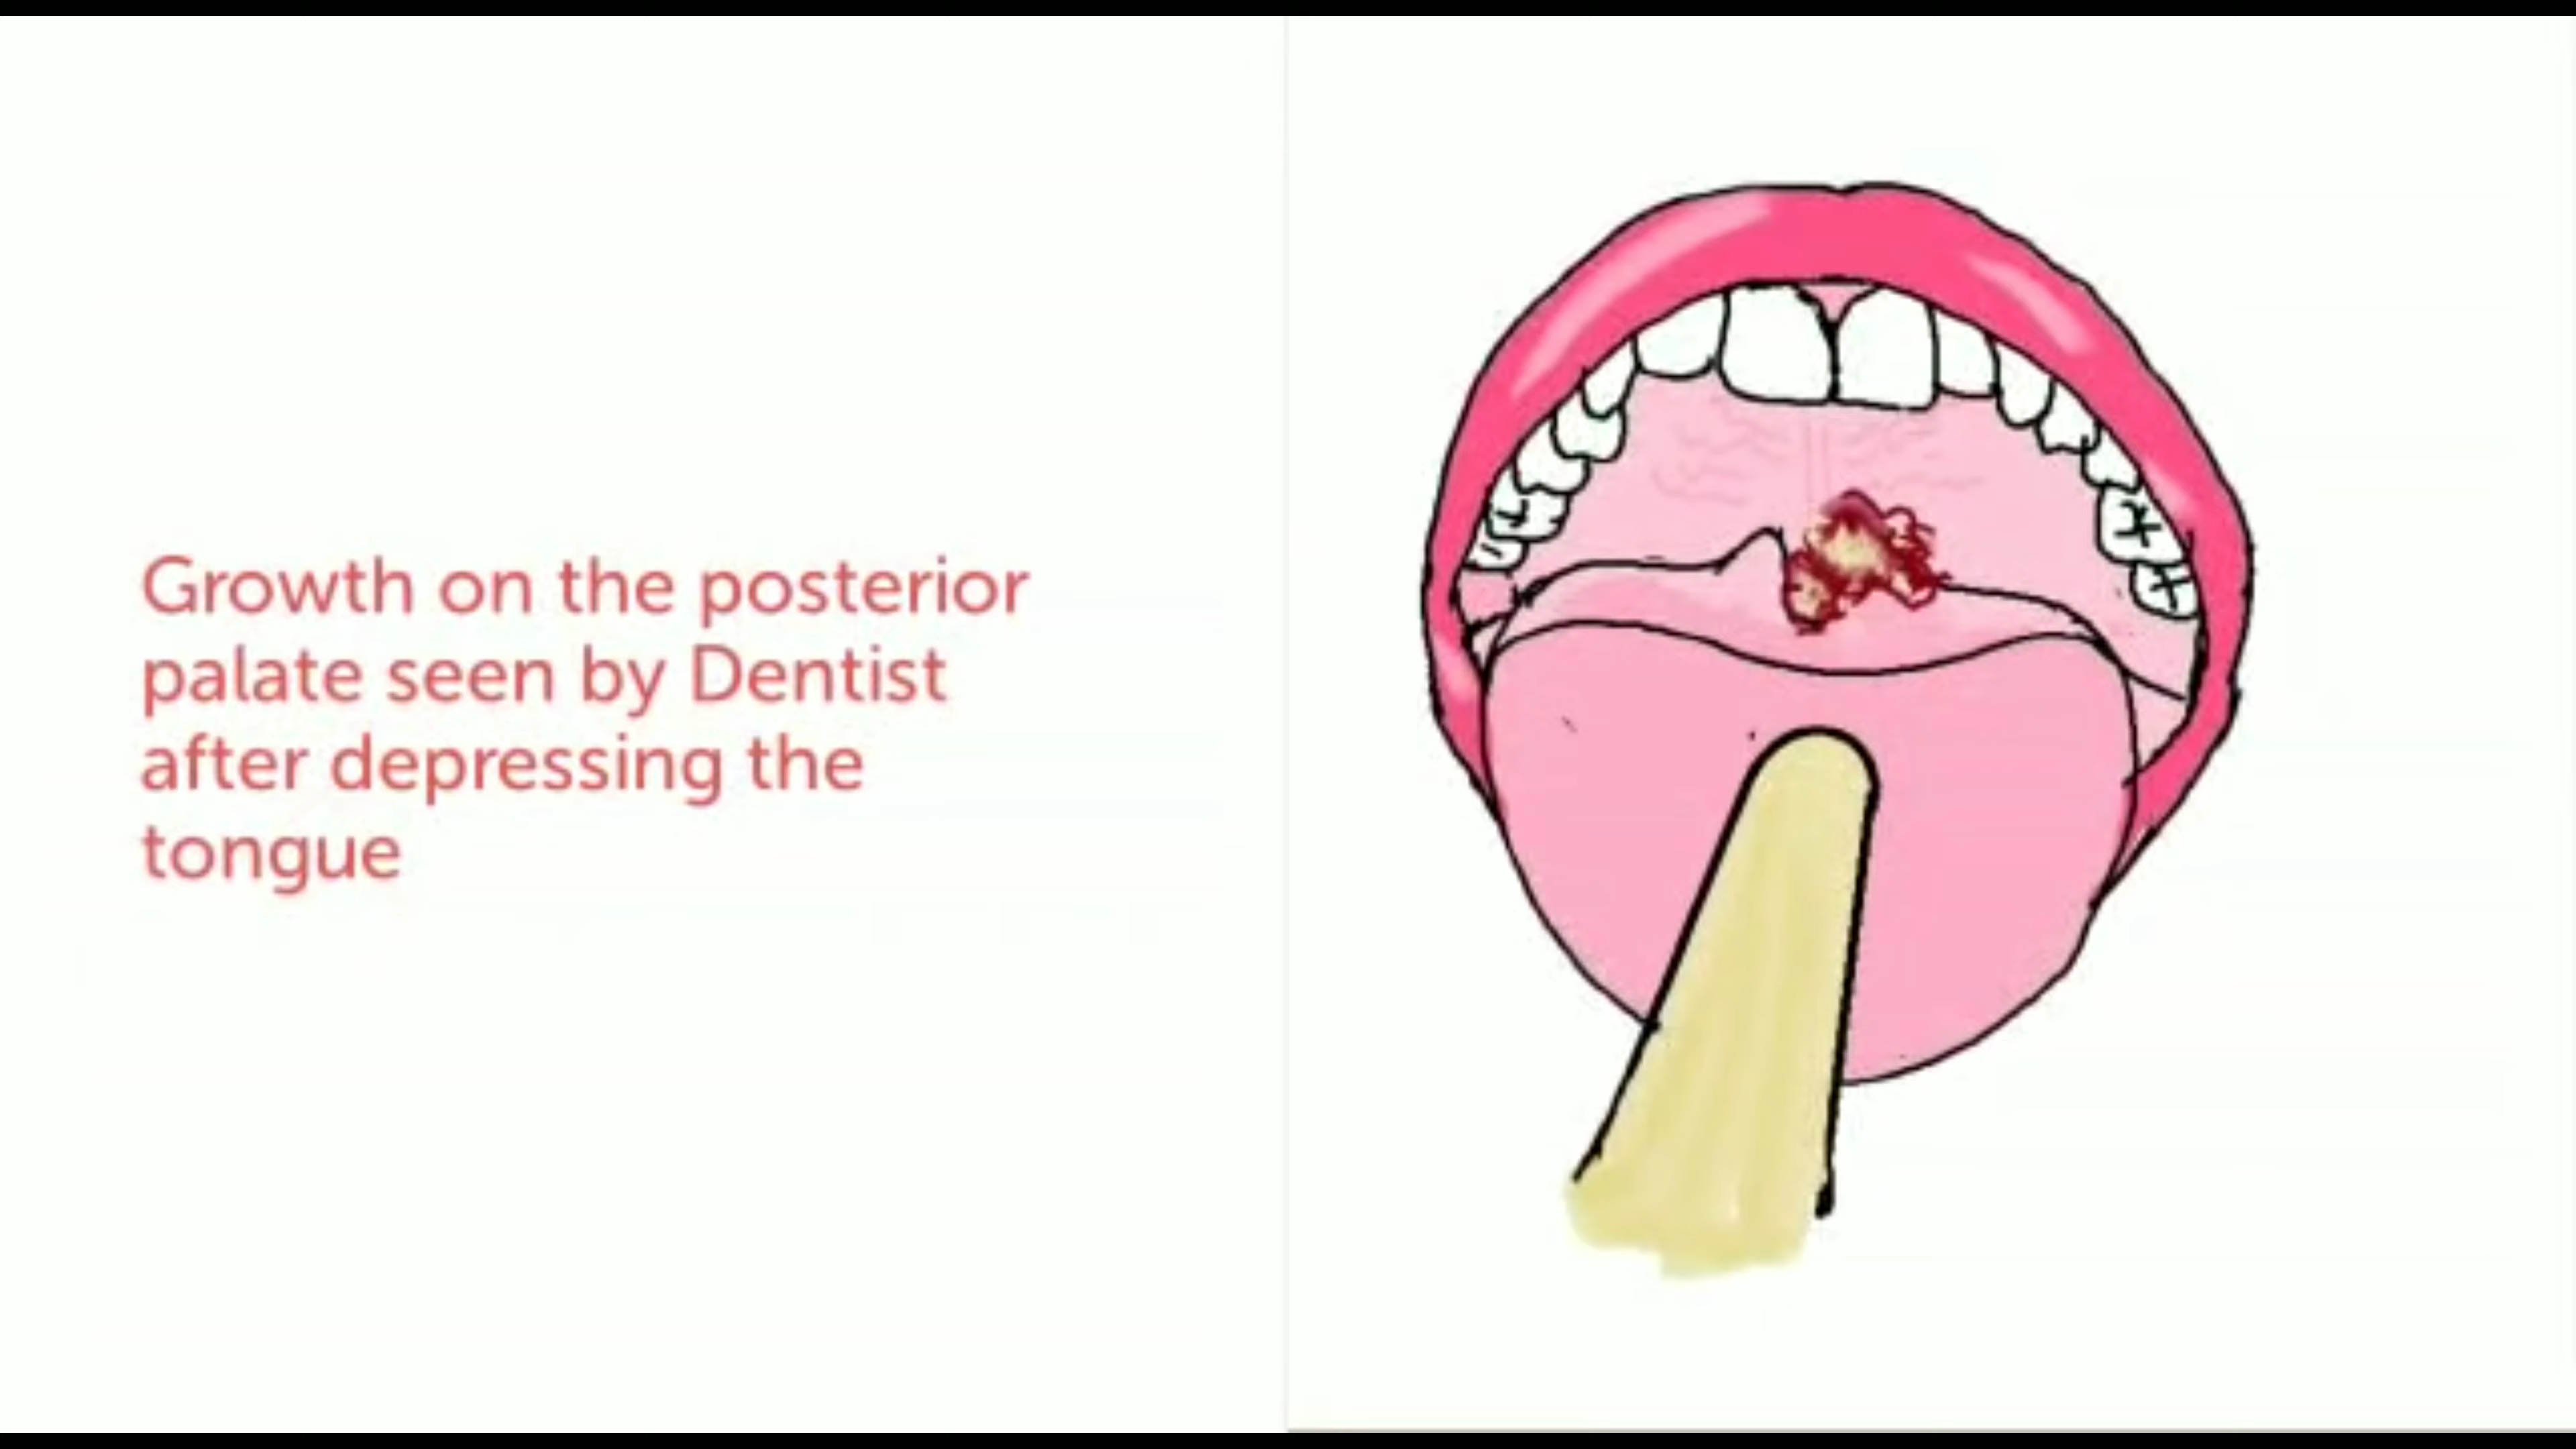 Growth on the posterior
palate seen by Dentist
after depressing the
tongue